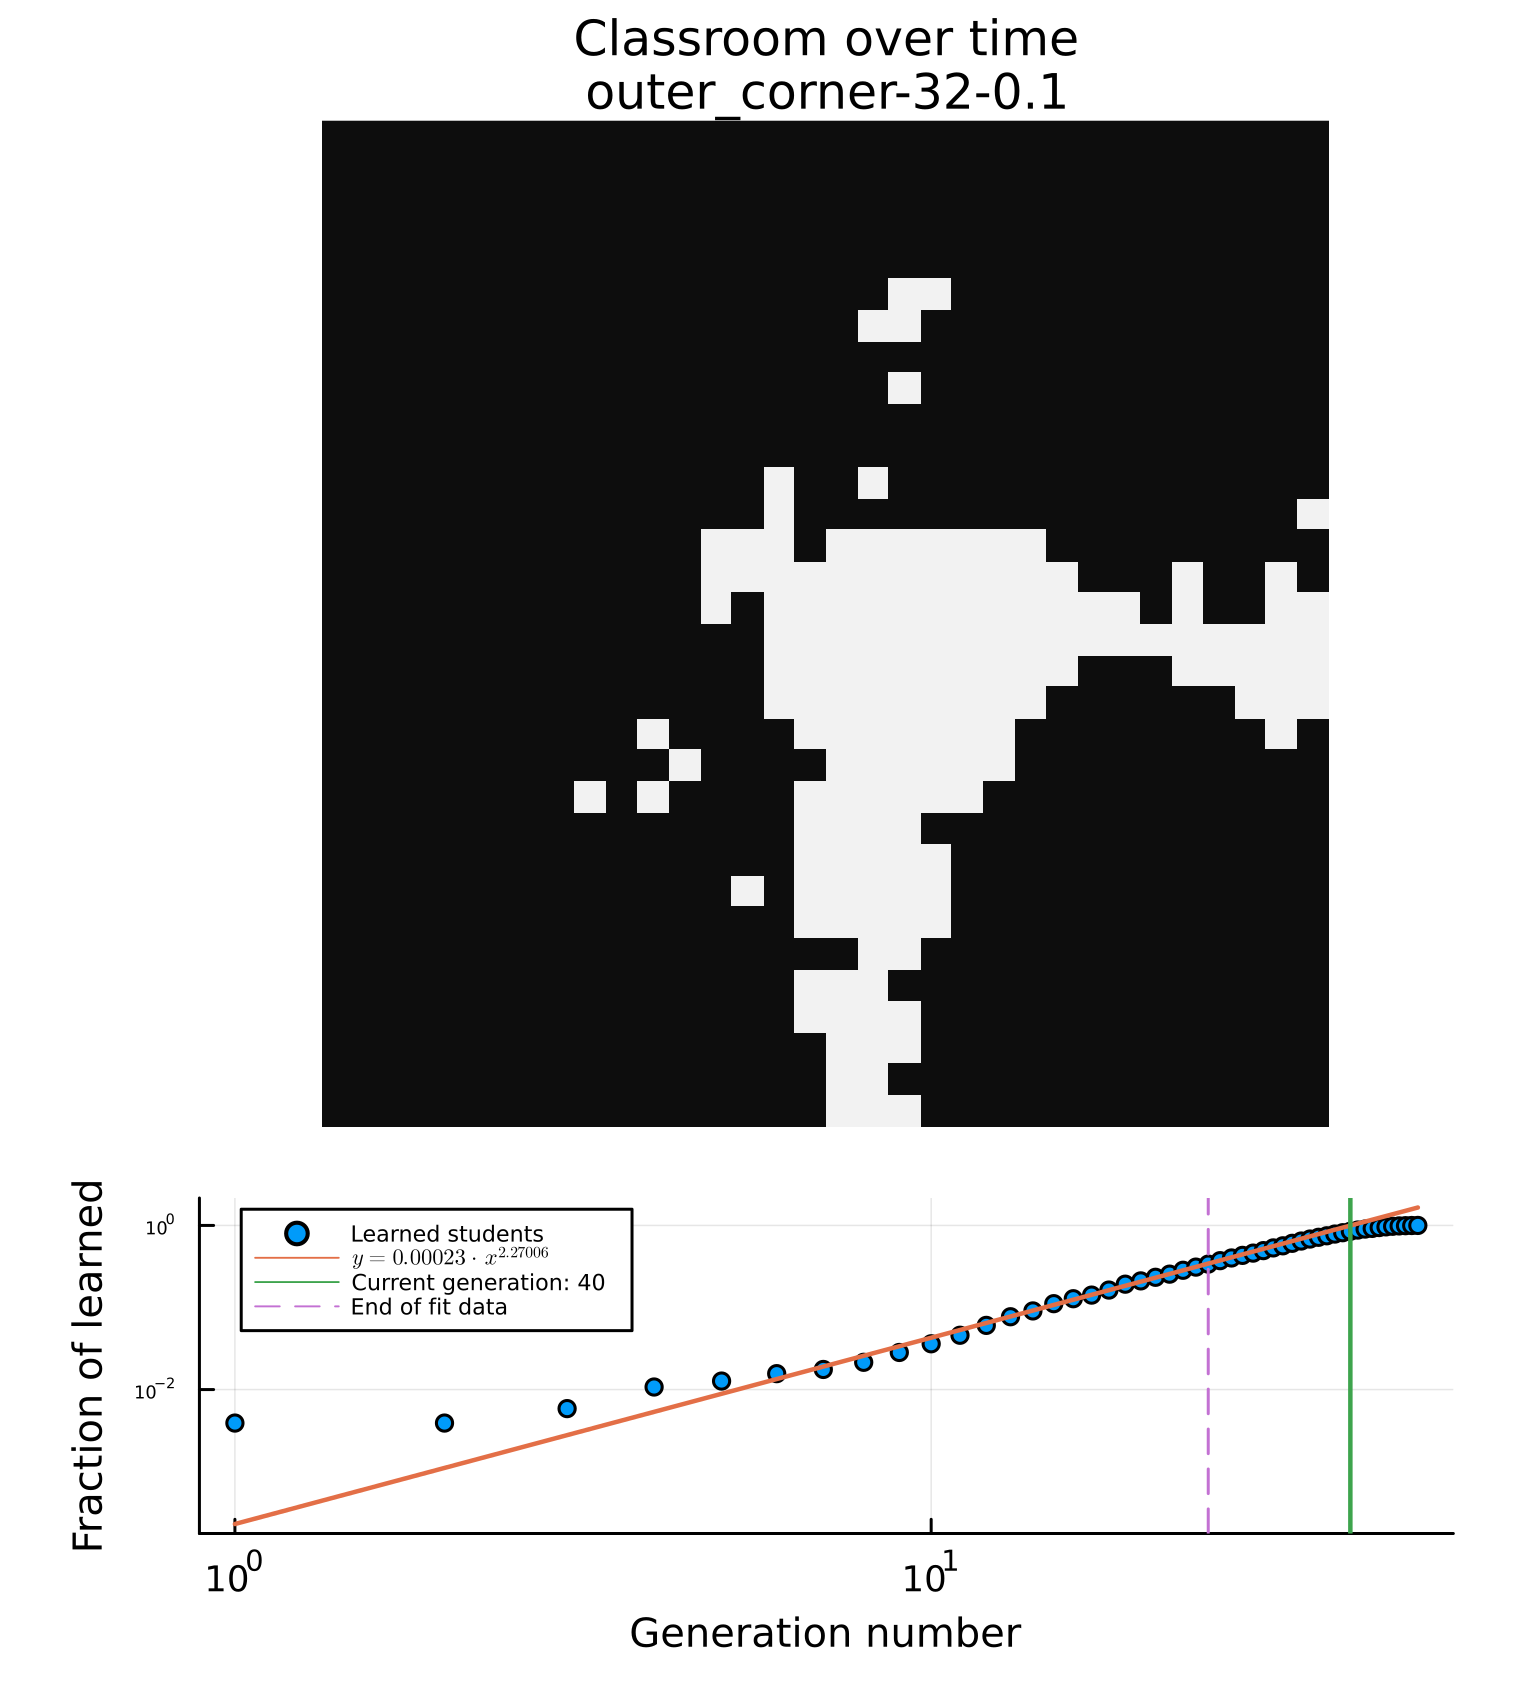 Classroom over time
outer_corner-32-0.1
Fraction of learned
10^0
10^−2
Learned students
y = 0.00023 · x^2.27006
Current generation: 40
End of fit data
10^0
10^1
Generation number